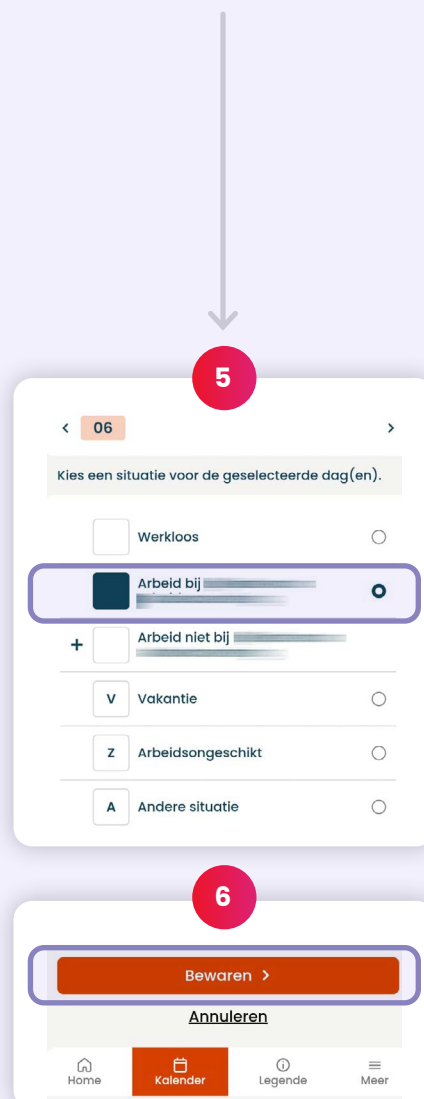 5
06
Kies een situatie voor de geselecteerde dag(en).
Werkloos
Arbeid bij
Arbeid niet bij
V Vakantie
Z Arbeidsongeschikt
A Andere situatie
6
Bewaren
Annuleren
Home Kalender Legende Meer